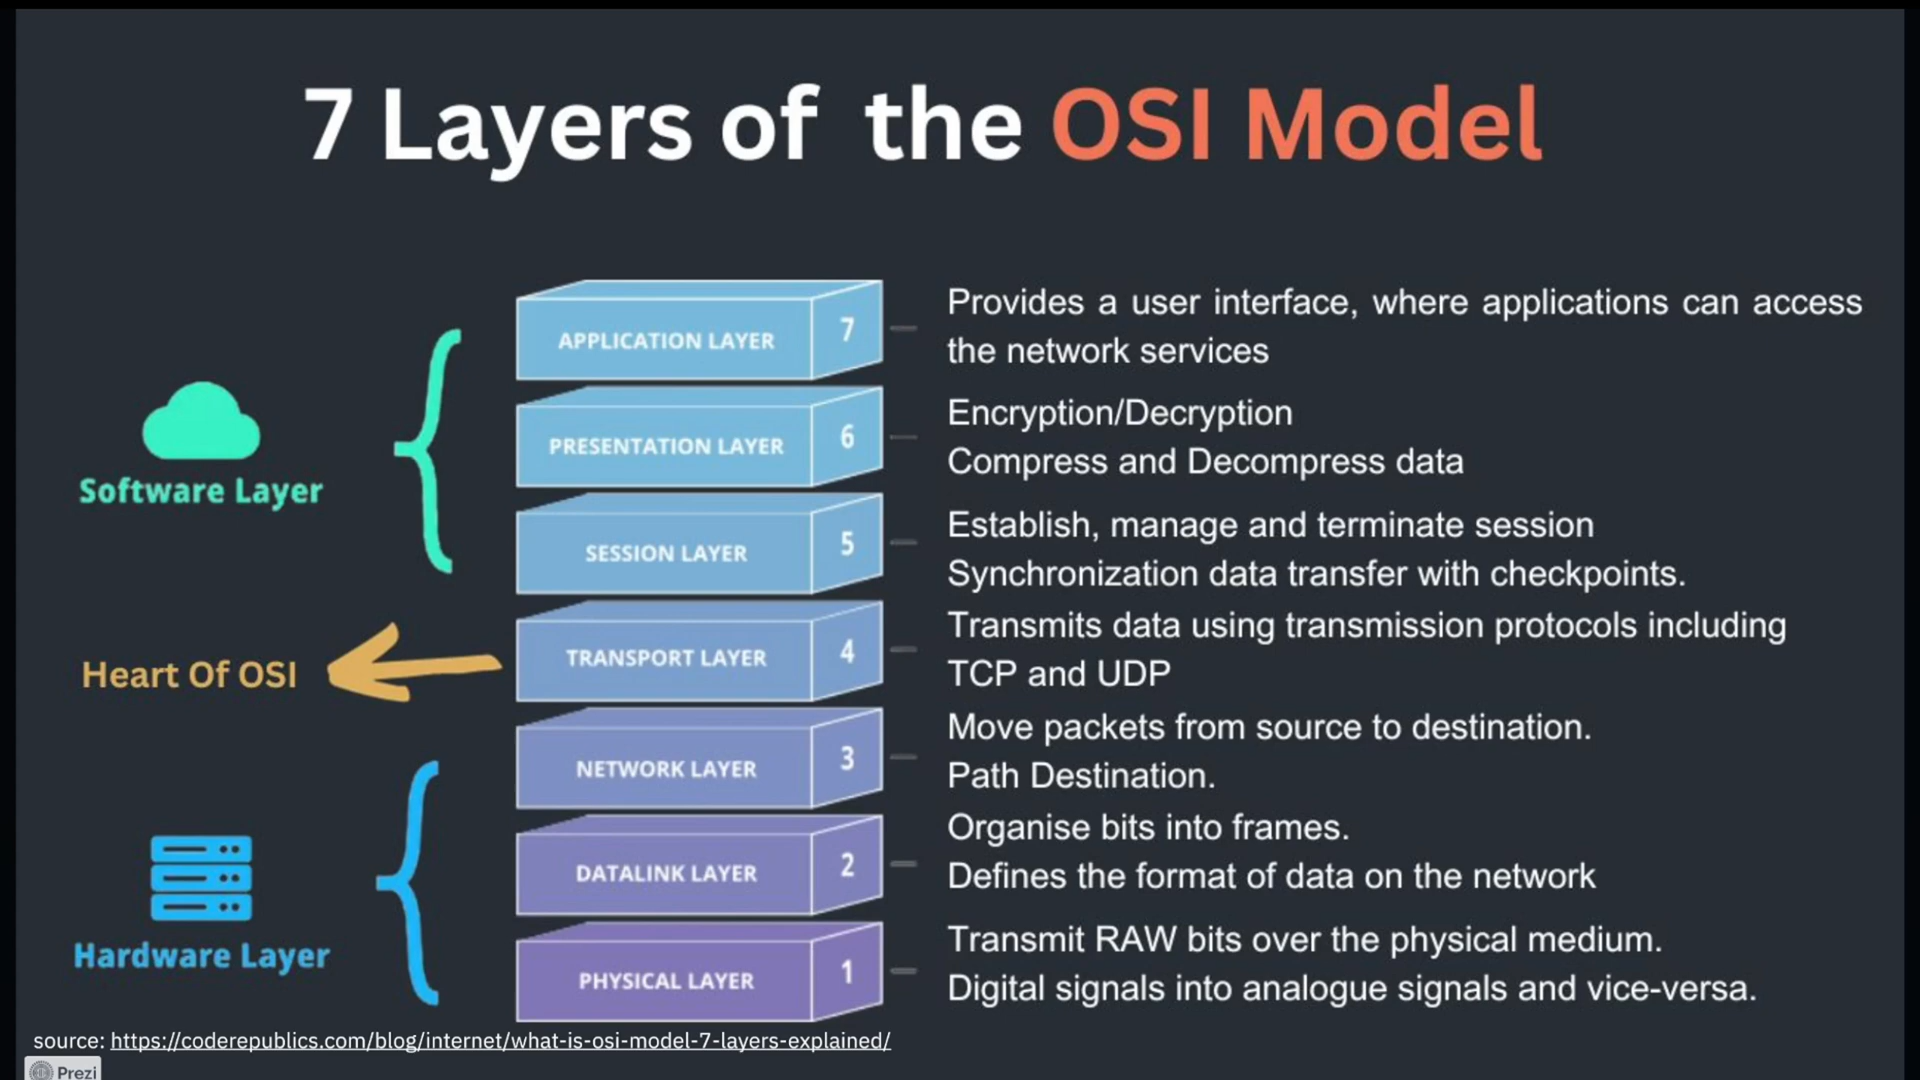 7 Layers of the OSI Model
APPLICATION LAYER 7
Provides a user interface, where applications can access
the network services
PRESENTATION LAYER 6
Encryption/Decryption
Compress and Decompress data
Software Layer
SESSION LAYER 5
Establish, manage and terminate session
Synchronization data transfer with checkpoints.
Heart Of OSI
TRANSPORT LAYER 4
Transmits data using transmission protocols including
TCP and UDP
NETWORK LAYER 3
Move packets from source to destination.
Path Destination.
DATALINK LAYER 2
Organise bits into frames.
Defines the format of data on the network
Hardware Layer
PHYSICAL LAYER 1
Transmit RAW bits over the physical medium.
Digital signals into analogue signals and vice-versa.
source: https://coderepublics.com/blog/internet/what-is-osi-model-7-layers-explained/
Prezi